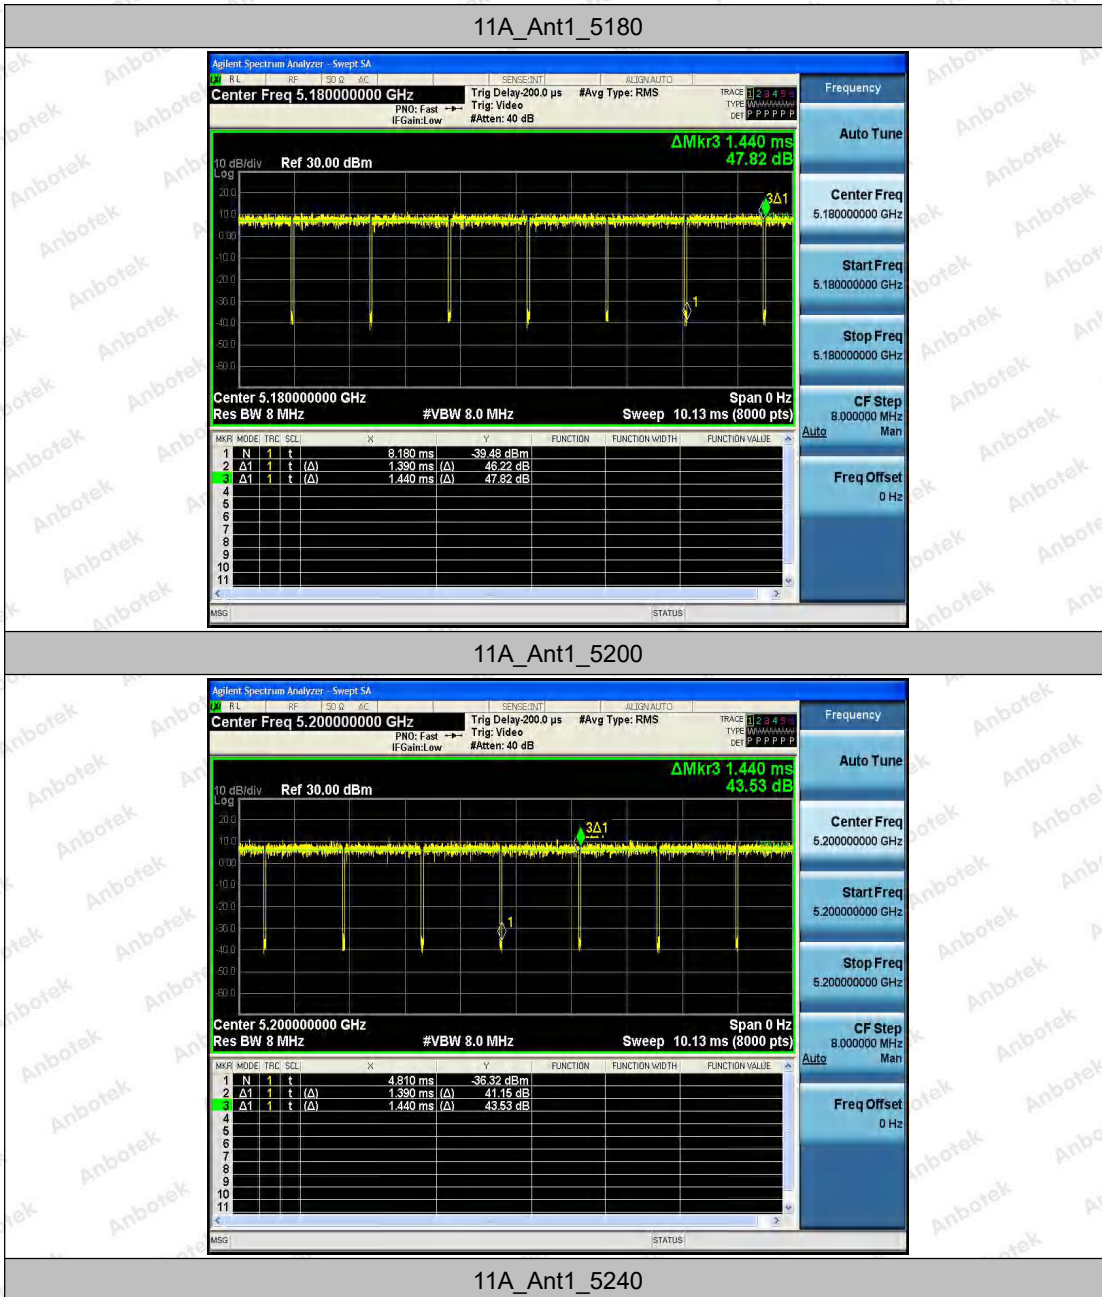 11A_Ant1_5180
Agilent Spectrum Analyzer - Swept SA
RL RF 50 Ω AC SENSE:INT ALIGN AUTO
Center Freq 5.180000000 GHz
PNO: Fast
IFGain:Low
Trig Delay-200.0 µs
Trig: Video
#Atten: 40 dB
#Avg Type: RMS
TRACE 1 2 3 4 5 6
TYPE
DET P P P P P P
ΔMkr3 1.440 ms
47.82 dB
10 dB/div Ref 30.00 dBm
Log
20.0
10.0
0.00
-10.0
-20.0
-30.0
-40.0
-50.0
-60.0
3Δ1
1
Center 5.180000000 GHz Span 0 Hz
Res BW 8 MHz #VBW 8.0 MHz Sweep 10.13 ms (8000 pts)
MKR MODE TRC SCL X Y FUNCTION FUNCTION WIDTH FUNCTION VALUE
1 N 1 t 8.180 ms -39.48 dBm
2 Δ1 1 t (Δ) 1.390 ms (Δ) 46.22 dB
3 Δ1 1 t (Δ) 1.440 ms (Δ) 47.82 dB
4
5
6
7
8
9
10
11
MSG STATUS
Frequency
Auto Tune
Center Freq
5.180000000 GHz
Start Freq
5.180000000 GHz
Stop Freq
5.180000000 GHz
CF Step
8.000000 MHz
Auto Man
Freq Offset
0 Hz
11A_Ant1_5200
Agilent Spectrum Analyzer - Swept SA
RL RF 50 Ω AC SENSE:INT ALIGN AUTO
Center Freq 5.200000000 GHz
PNO: Fast
IFGain:Low
Trig Delay-200.0 µs
Trig: Video
#Atten: 40 dB
#Avg Type: RMS
TRACE 1 2 3 4 5 6
TYPE
DET P P P P P P
ΔMkr3 1.440 ms
43.53 dB
10 dB/div Ref 30.00 dBm
Log
20.0
10.0
0.00
-10.0
-20.0
-30.0
-40.0
-50.0
-60.0
3Δ1
1
Center 5.200000000 GHz Span 0 Hz
Res BW 8 MHz #VBW 8.0 MHz Sweep 10.13 ms (8000 pts)
MKR MODE TRC SCL X Y FUNCTION FUNCTION WIDTH FUNCTION VALUE
1 N 1 t 4.810 ms -36.32 dBm
2 Δ1 1 t (Δ) 1.390 ms (Δ) 41.15 dB
3 Δ1 1 t (Δ) 1.440 ms (Δ) 43.53 dB
4
5
6
7
8
9
10
11
MSG STATUS
Frequency
Auto Tune
Center Freq
5.200000000 GHz
Start Freq
5.200000000 GHz
Stop Freq
5.200000000 GHz
CF Step
8.000000 MHz
Auto Man
Freq Offset
0 Hz
11A_Ant1_5240